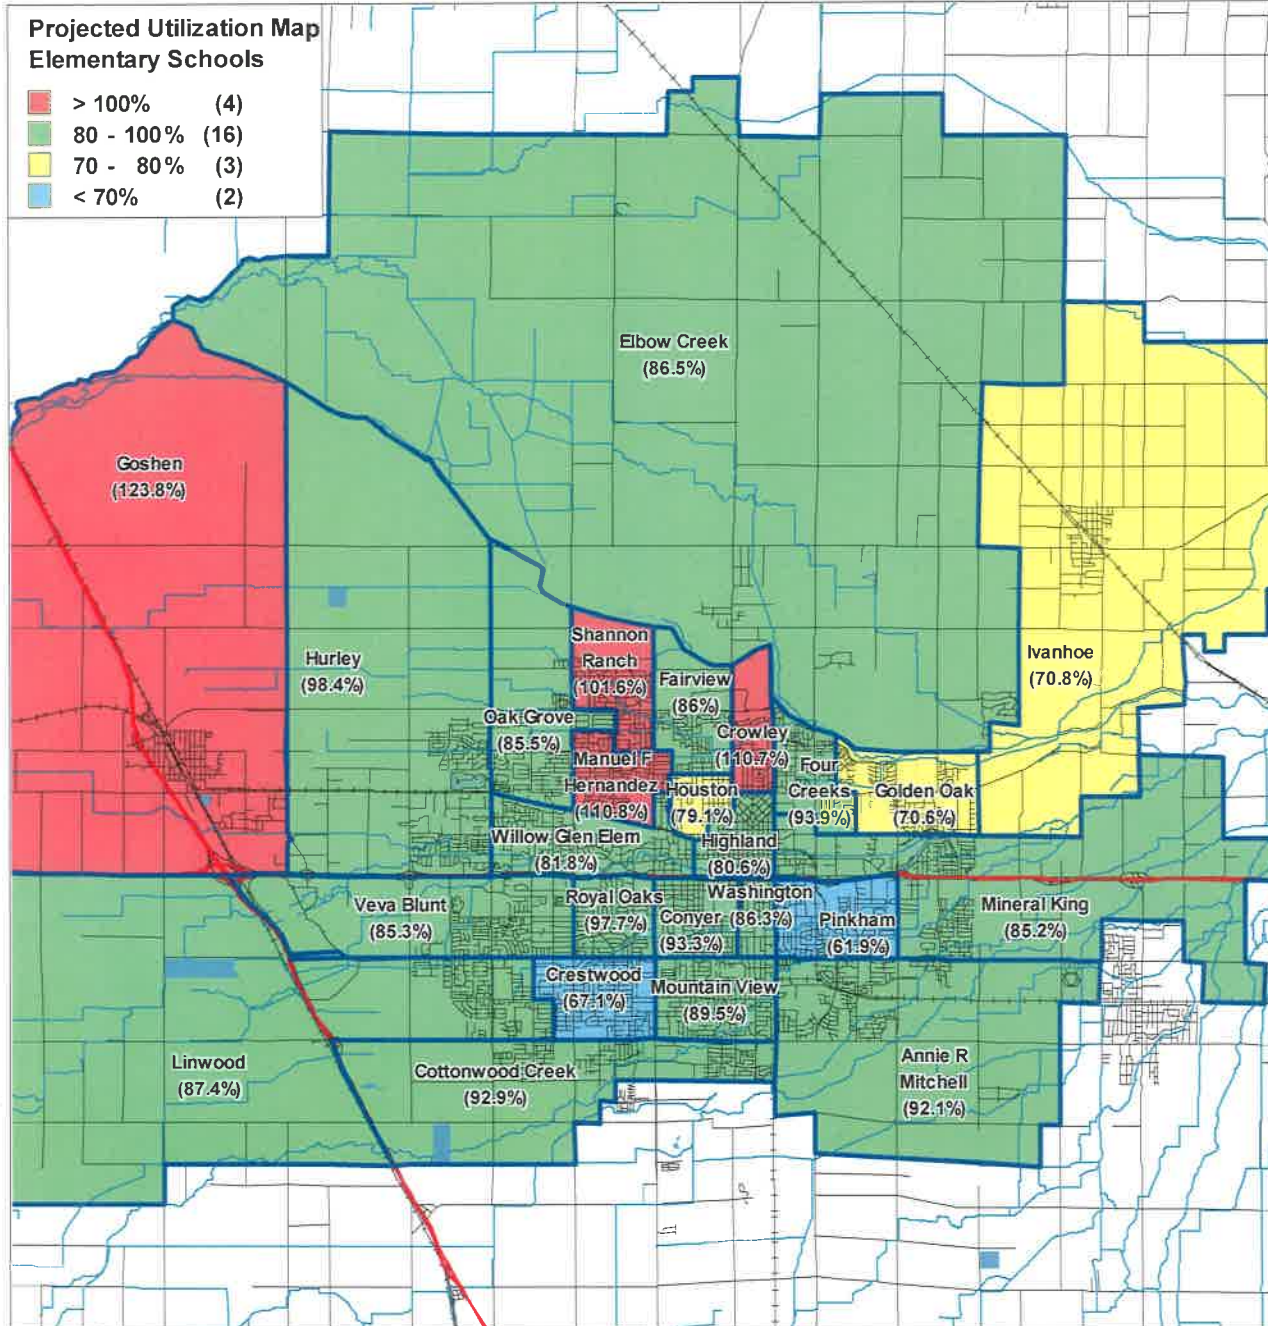 Projected Utilization Map
Elementary Schools
> 100% (4)
80 - 100% (16)
70 - 80% (3)
< 70% (2)
Elbow Creek
(86.5%)
Goshen
(123.8%)
Shannon
Ranch
(101.6%)
Hurley
(98.4%)
Fairview
(86%)
Ivanhoe
(70.8%)
Oak Grove
(85.5%)
Crowley
(110.7%)
Manuel F
Hernandez
(110.8%)
Houston
(79.1%)
Four
Creeks
(93.9%)
Golden Oak
(70.6%)
Willow Glen Elem
(81.8%)
Highland
(80.6%)
Veva Blunt
(85.3%)
Royal Oaks
(97.7%)
Conyer
(93.3%)
Washington
(86.3%)
Pinkham
(61.9%)
Mineral King
(85.2%)
Crestwood
(67.1%)
Mountain View
(89.5%)
Linwood
(87.4%)
Cottonwood Creek
(92.9%)
Annie R
Mitchell
(92.1%)